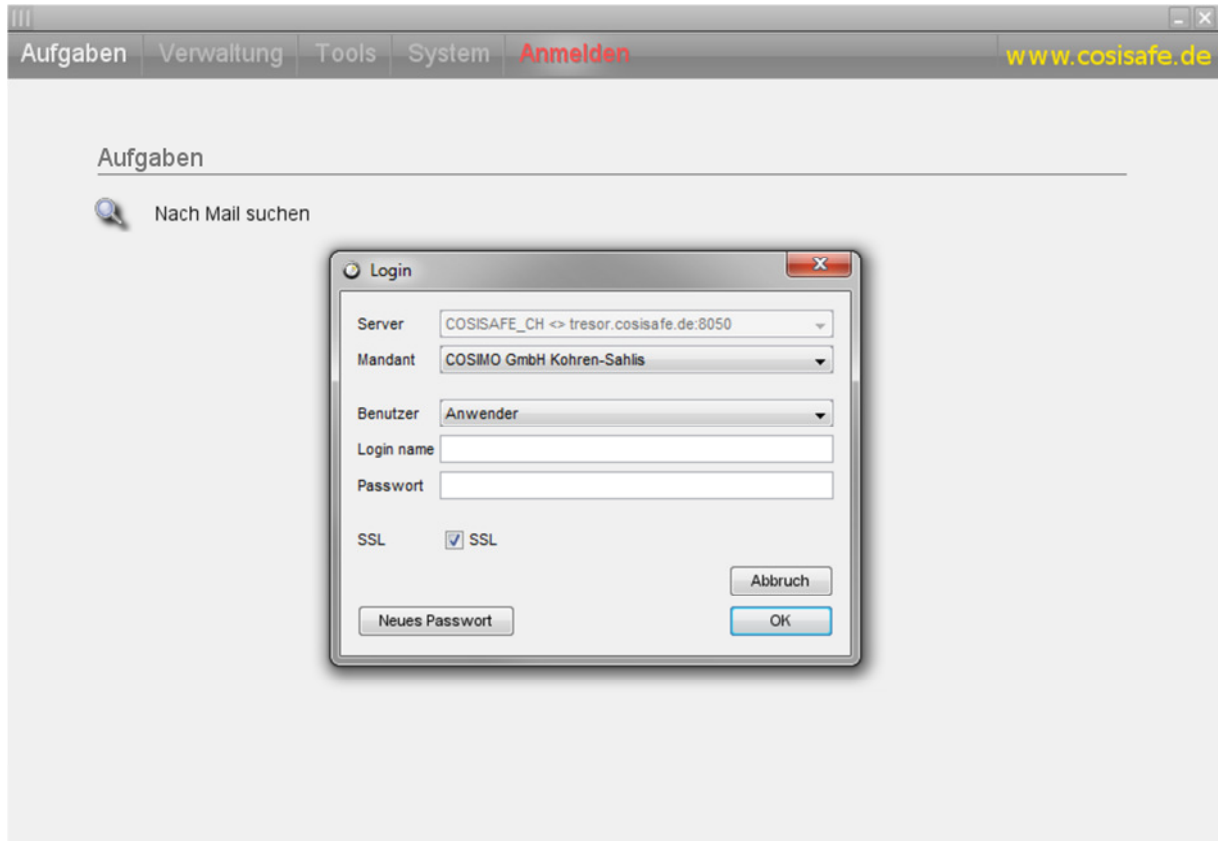 Aufgaben Verwaltung Tools System Anmelden www.cosisafe.de
Aufgaben
Nach Mail suchen
Login
Server COSISAFE_CH <> tresor.cosisafe.de:8050
Mandant COSIMO GmbH Kohren-Sahlis
Benutzer Anwender
Login name
Passwort
SSL SSL
Abbruch
Neues Passwort OK